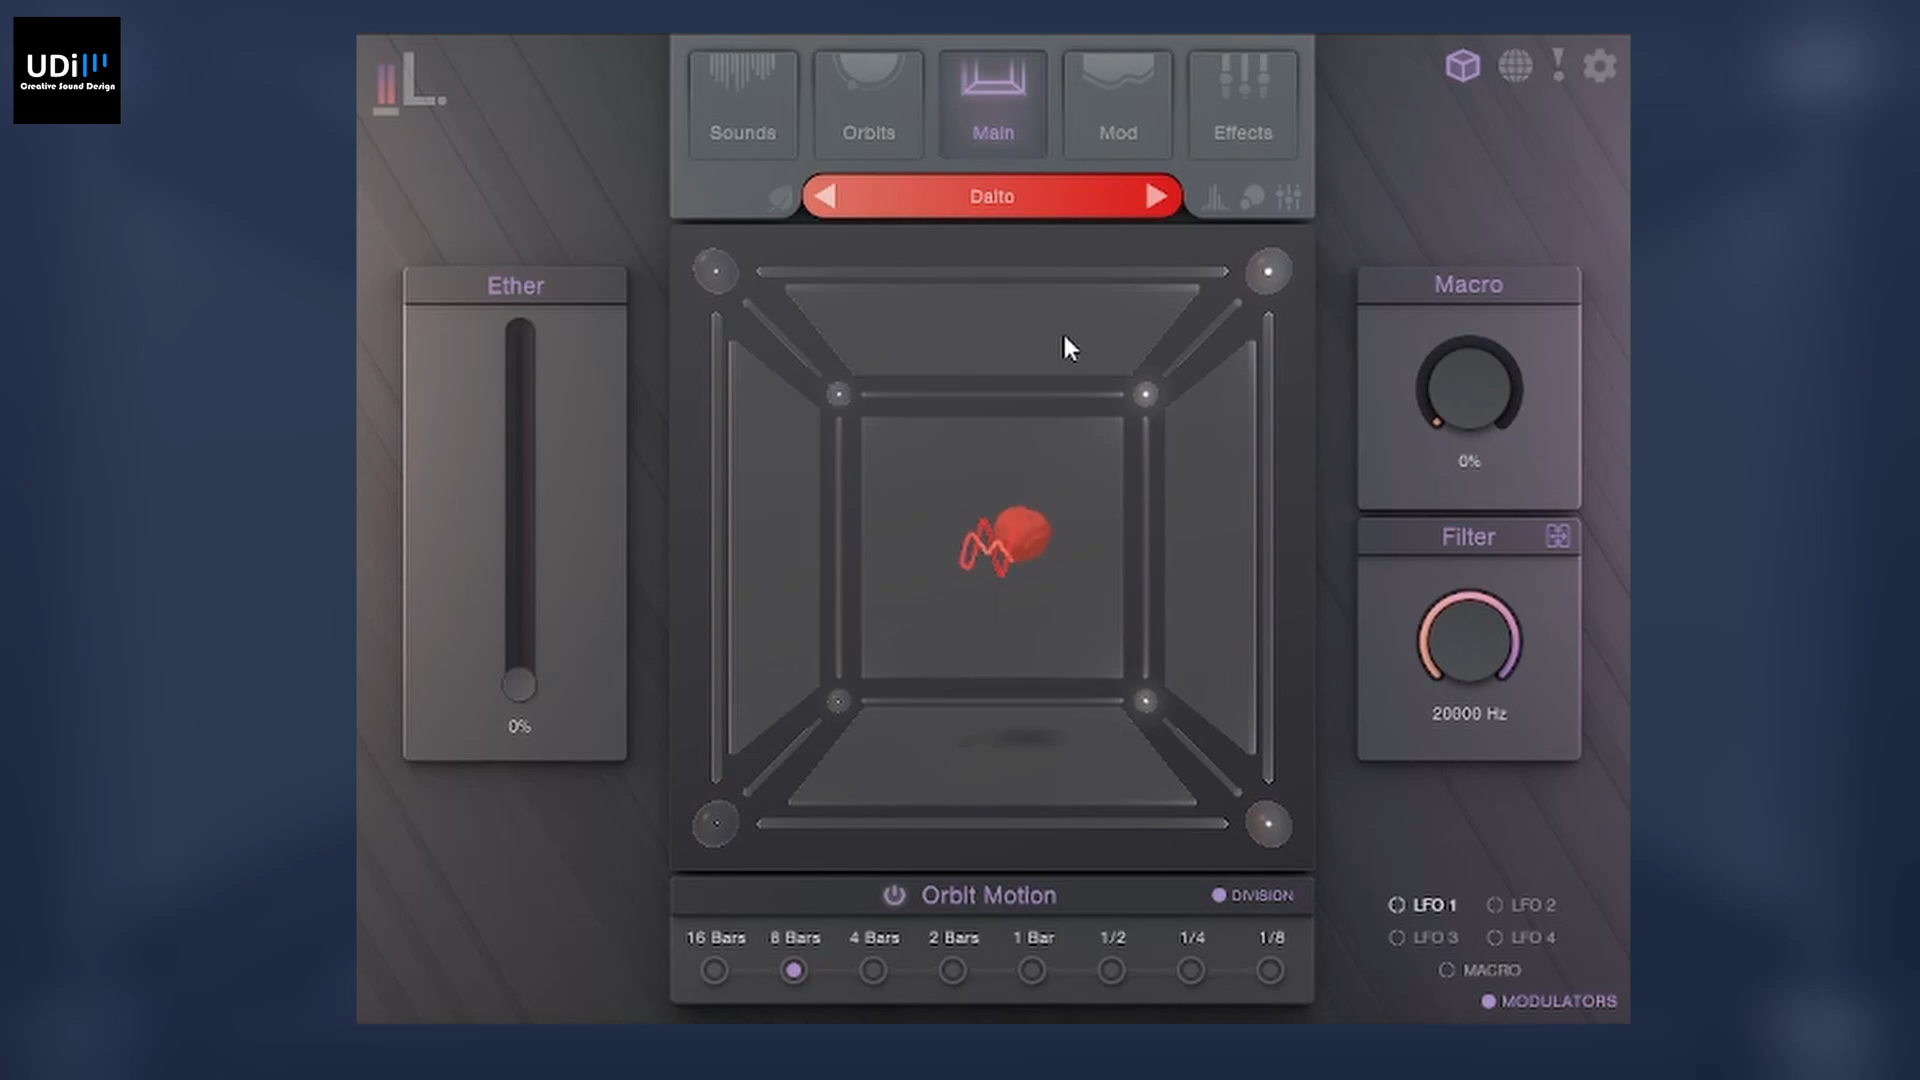 UDi
Creative Sound Design
L.
Sounds
Orbits
Main
Mod
Effects
Dalto
Ether
0%
Macro
0%
Filter
20000 Hz
Orbit Motion
DIVISION
16 Bars
8 Bars
4 Bars
2 Bars
1 Bar
1/2
1/4
1/8
LFO 1
LFO 2
LFO 3
LFO 4
MACRO
MODULATORS